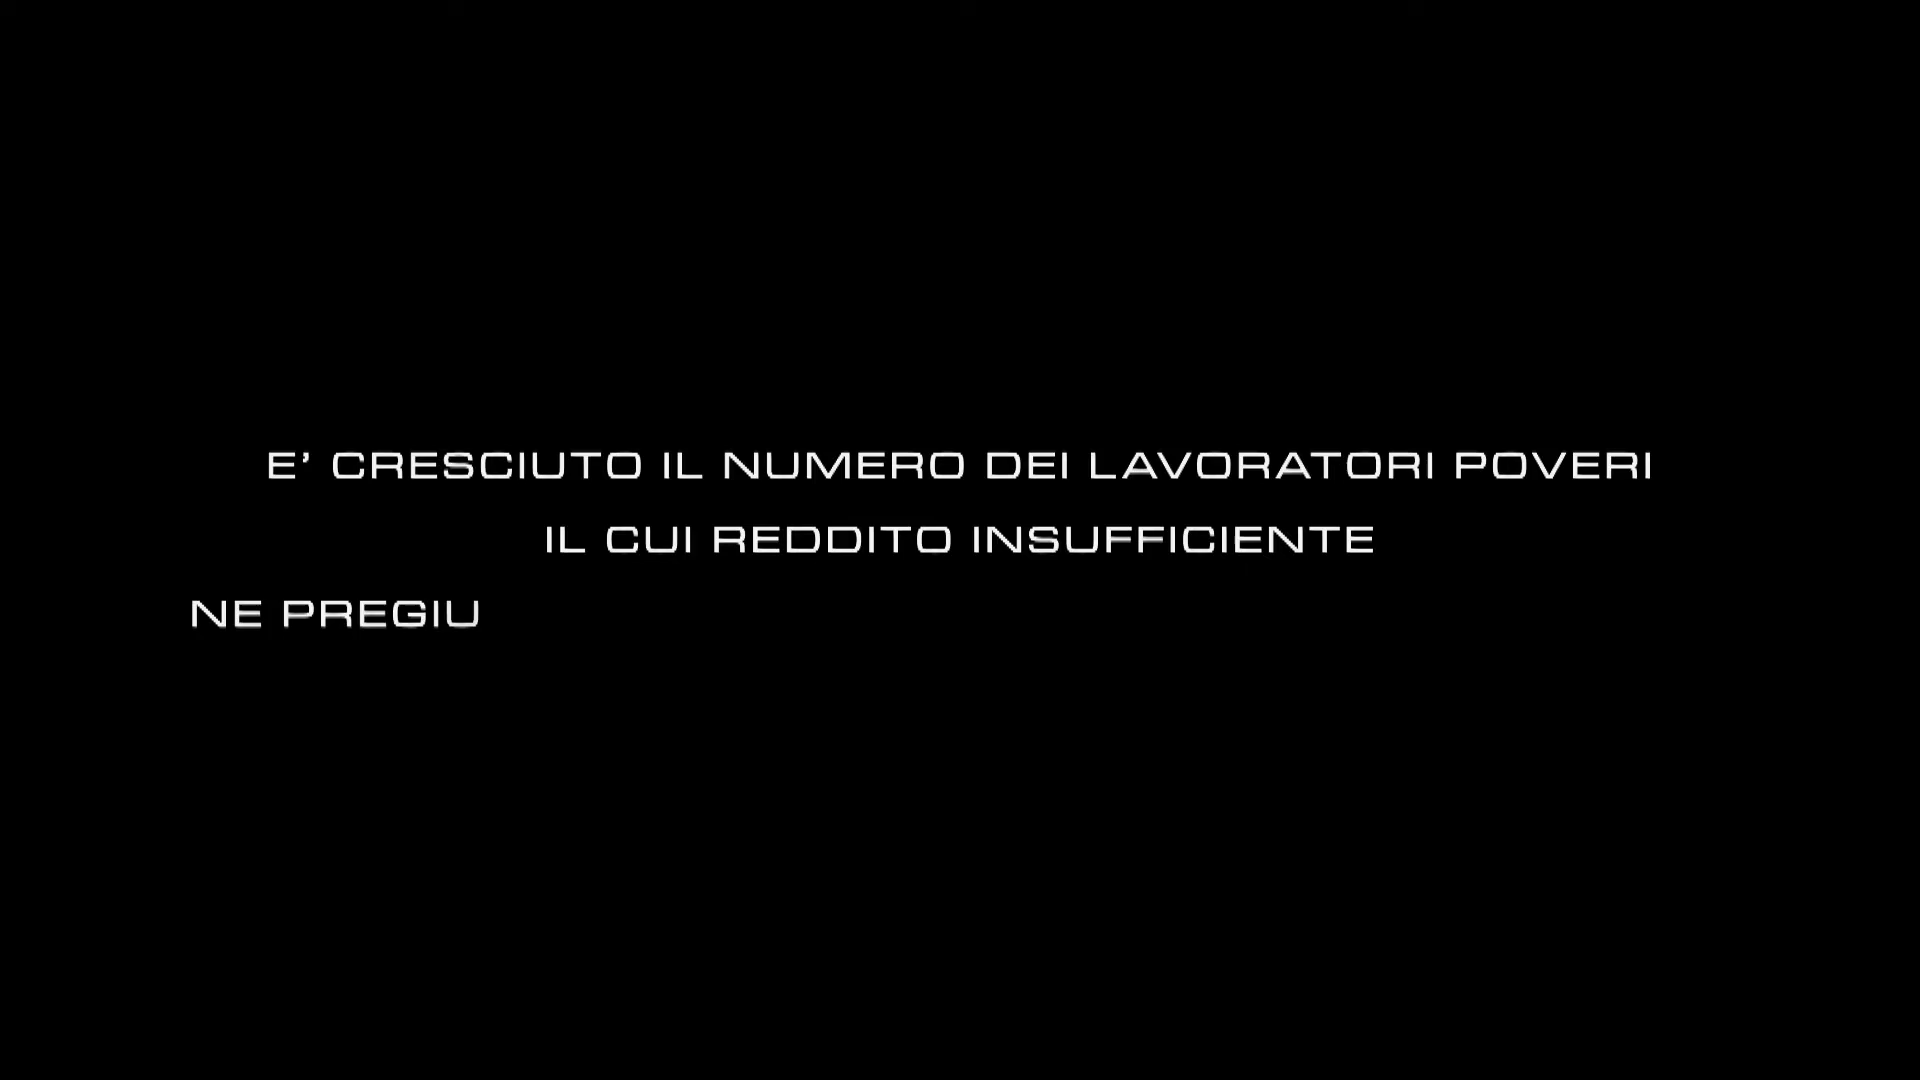 E' CRESCIUTO IL NUMERO DEI LAVORATORI POVERI
IL CUI REDDITO INSUFFICIENTE
NE PREGIU